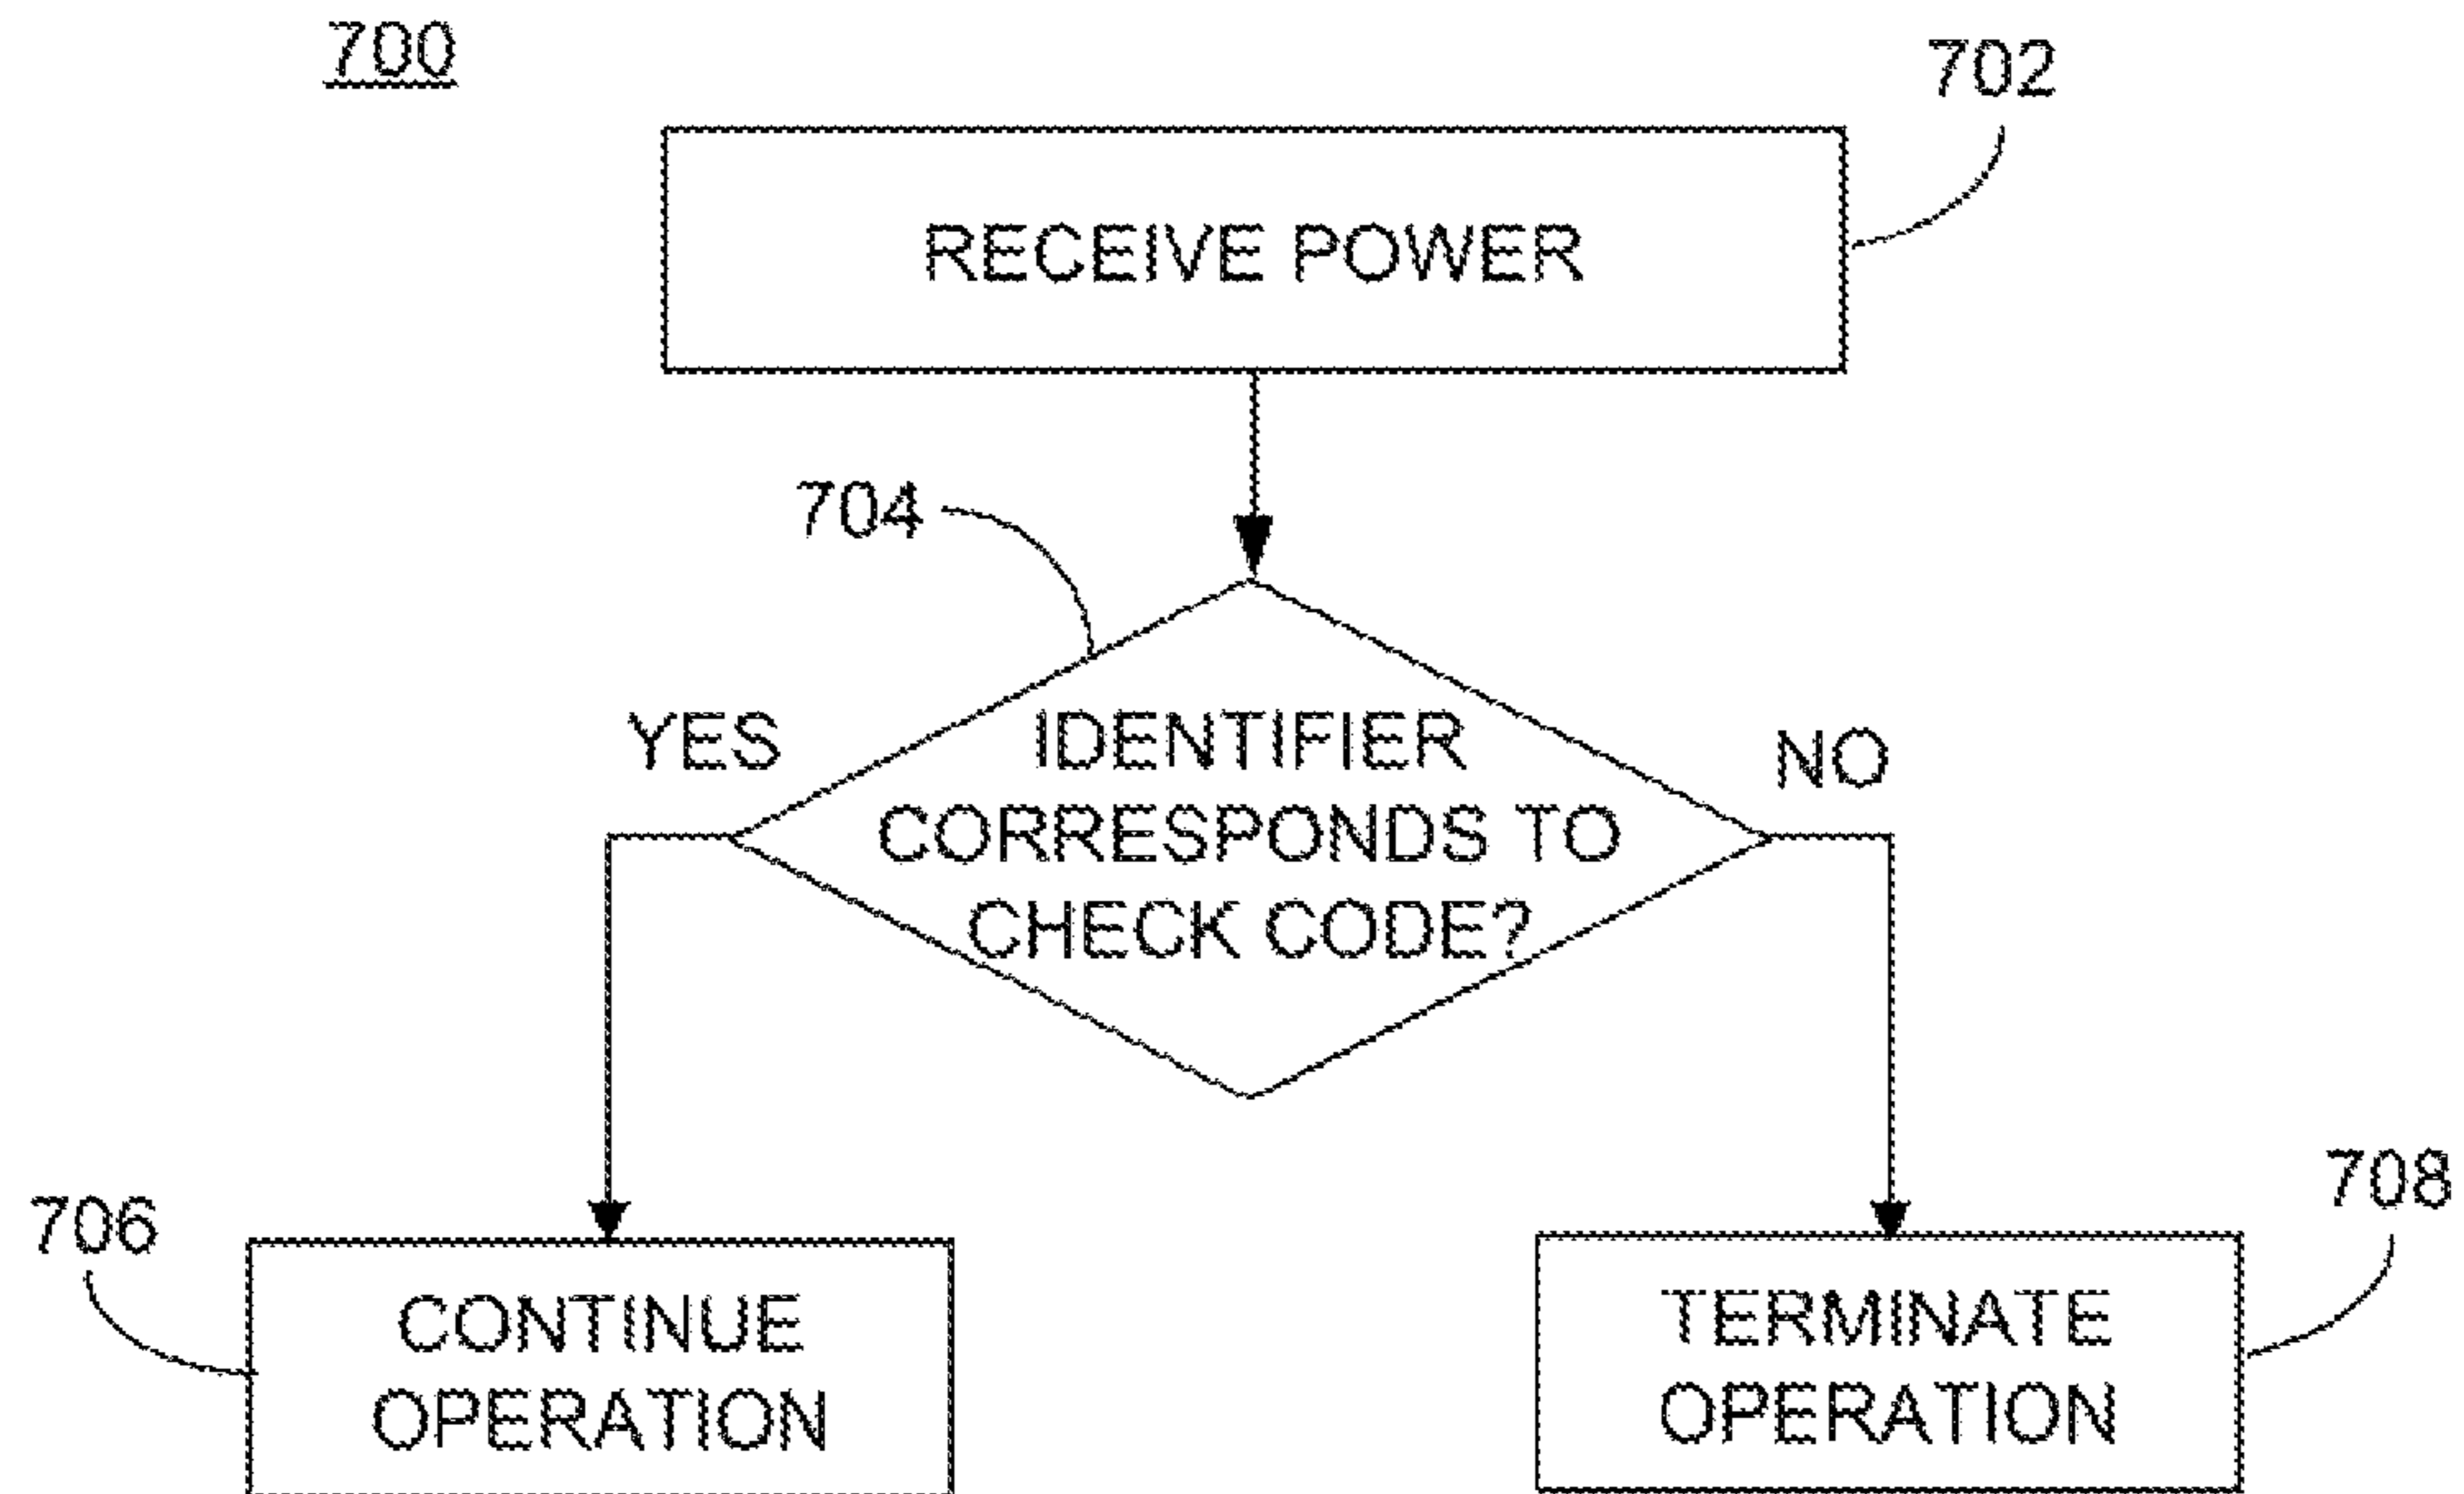 700
702
RECEIVE POWER
704
YES
IDENTIFIER
CORRESPONDS TO
CHECK CODE?
NO
706
CONTINUE
OPERATION
708
TERMINATE
OPERATION